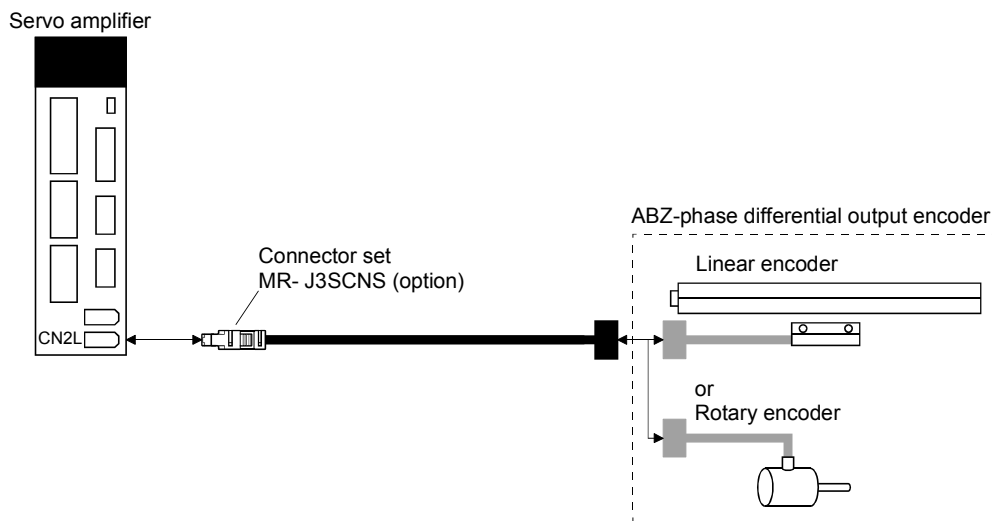 Servo amplifier
ABZ-phase differential output encoder
Connector set
MR- J3SCNS (option)
Linear encoder
CN2L
or
Rotary encoder